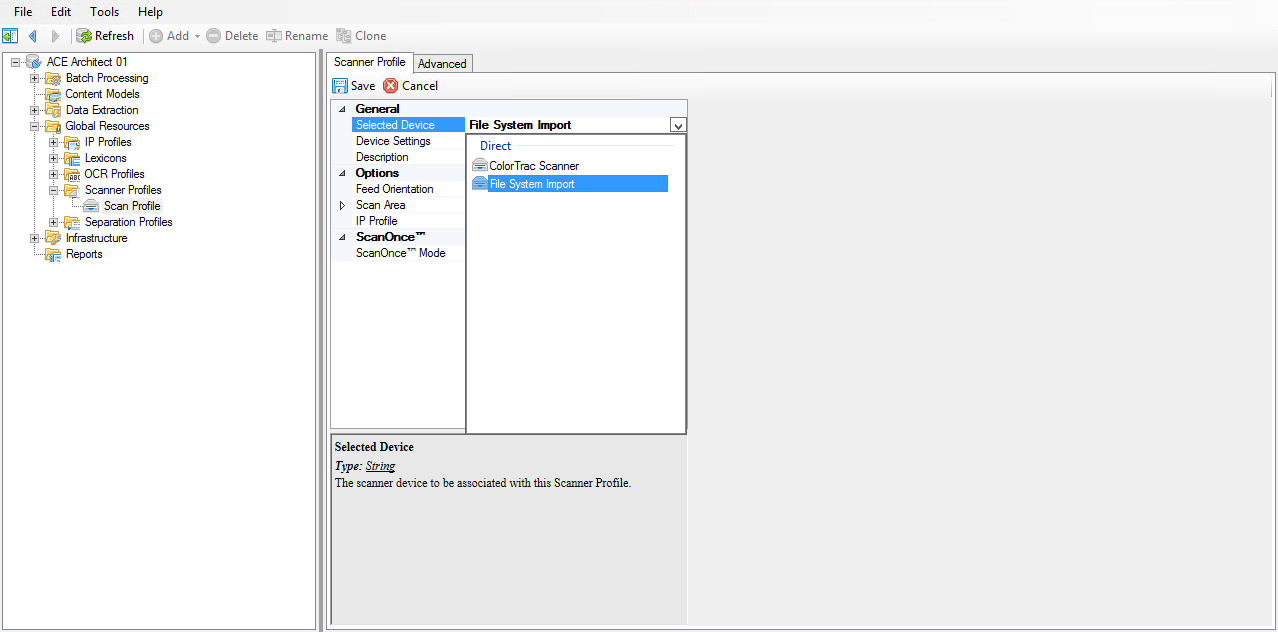 File Edit Tools Help
Refresh Add Delete Rename Clone
ACE Architect 01
Batch Processing
Content Models
Data Extraction
Global Resources
IP Profiles
Lexicons
OCR Profiles
Scanner Profiles
Scan Profile
Separation Profiles
Infrastructure
Reports
Scanner Profile Advanced
Save Cancel
General
Selected Device File System Import
Device Settings
Description
Options
Feed Orientation
Scan Area
IP Profile
ScanOnce™
ScanOnce™ Mode
Direct
ColorTrac Scanner
File System Import
Selected Device
Type: String
The scanner device to be associated with this Scanner Profile.